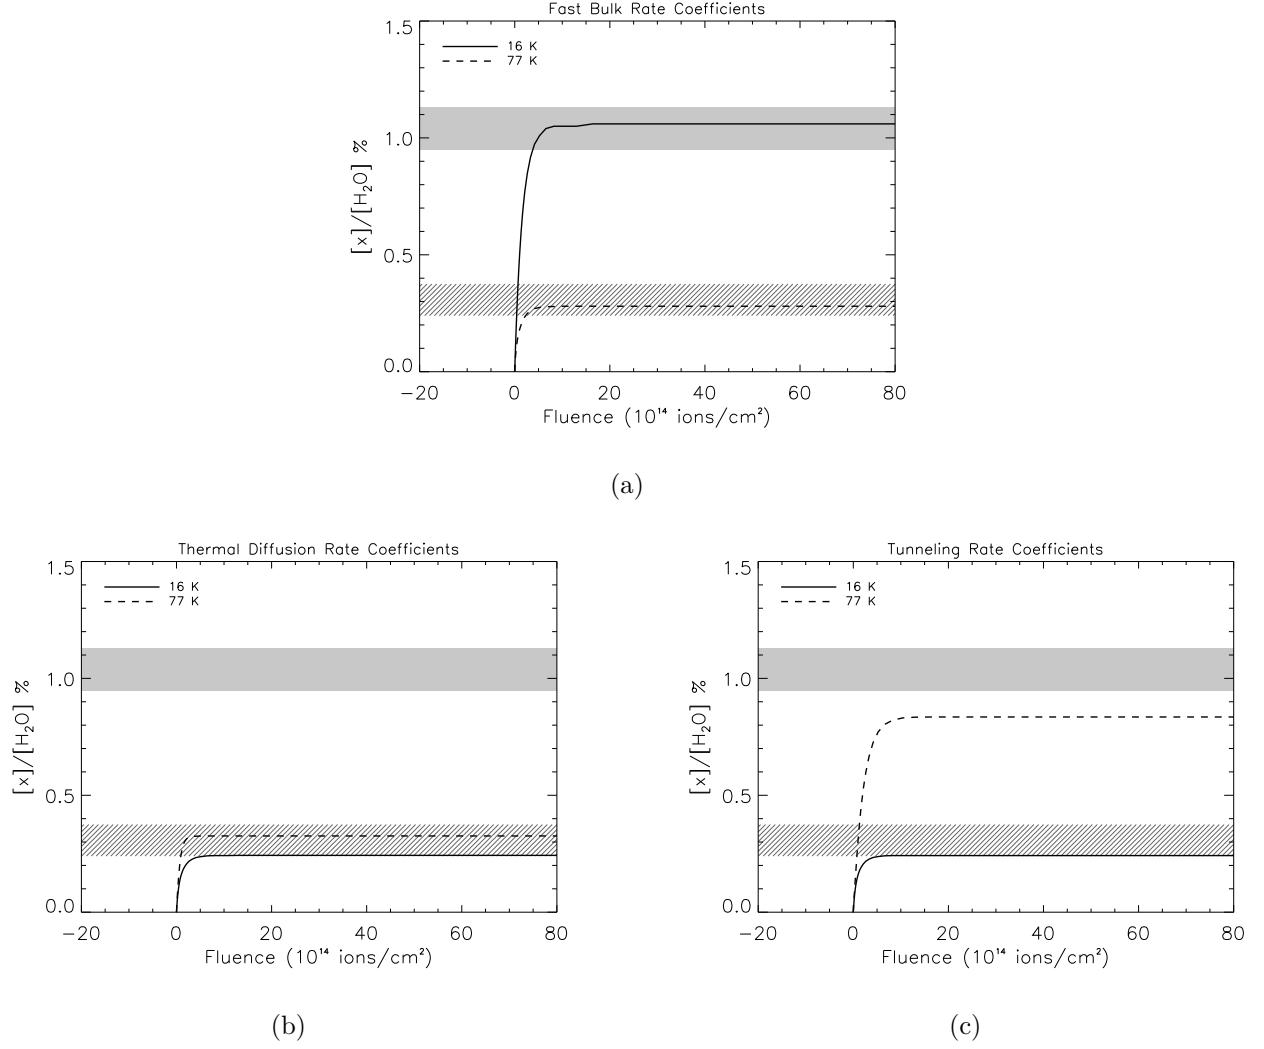 Fast Bulk Rate Coefficients
1.5
16 K
77 K
1.0
[x]/[H₂O] %
0.5
0.0
−20 0 20 40 60 80
Fluence (10¹⁴ ions/cm²)
(a)
Thermal Diffusion Rate Coefficients
1.5
16 K
77 K
1.0
[x]/[H₂O] %
0.5
0.0
−20 0 20 40 60 80
Fluence (10¹⁴ ions/cm²)
(b)
Tunneling Rate Coefficients
1.5
16 K
77 K
1.0
[x]/[H₂O] %
0.5
0.0
−20 0 20 40 60 80
Fluence (10¹⁴ ions/cm²)
(c)